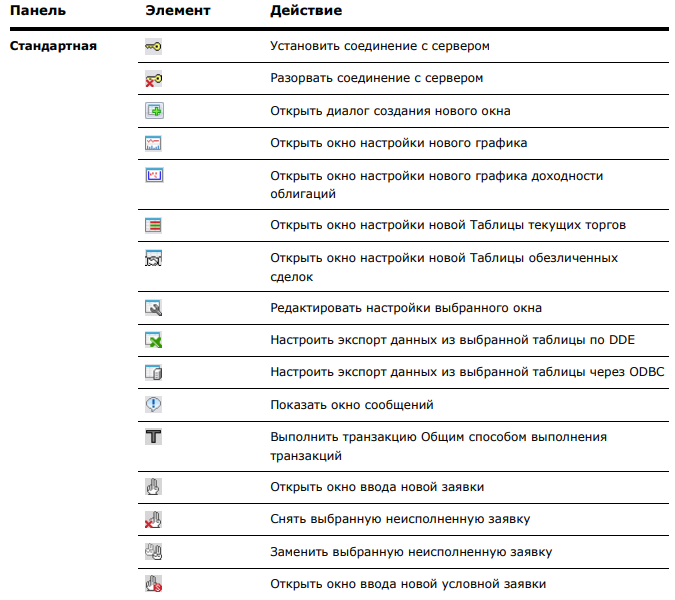 Панель Элемент Действие
Стандартная Установить соединение с сервером
Разорвать соединение с сервером
Открыть диалог создания нового окна
Открыть окно настройки нового графика
Открыть окно настройки нового графика доходности
облигаций
Открыть окно настройки новой Таблицы текущих торгов
Открыть окно настройки новой Таблицы обезличенных
сделок
Редактировать настройки выбранного окна
Настроить экспорт данных из выбранной таблицы по DDE
Настроить экспорт данных из выбранной таблицы через ODBC
Показать окно сообщений
Выполнить транзакцию Общим способом выполнения
транзакций
Открыть окно ввода новой заявки
Снять выбранную неисполненную заявку
Заменить выбранную неисполненную заявку
Открыть окно ввода новой условной заявки